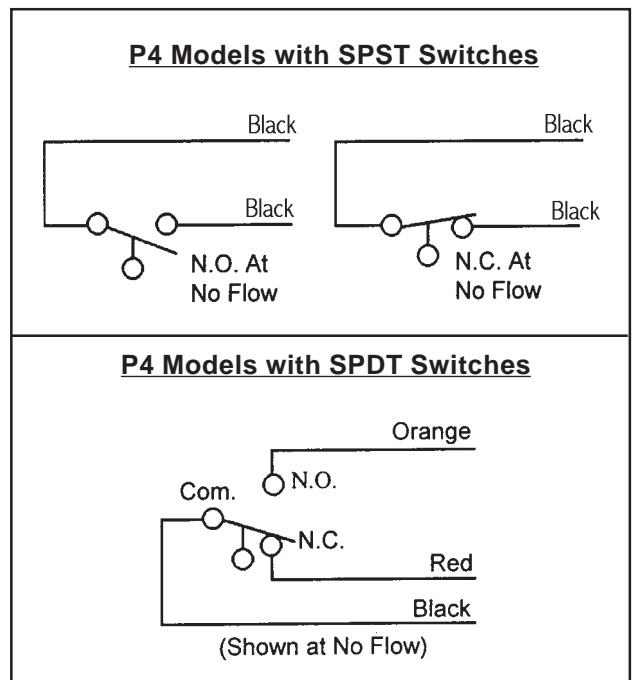 P4 Models with SPST Switches
Black
Black
N.O. At
No Flow
Black
Black
N.C. At
No Flow
P4 Models with SPDT Switches
Orange
N.O.
Com.
N.C.
Red
Black
(Shown at No Flow)